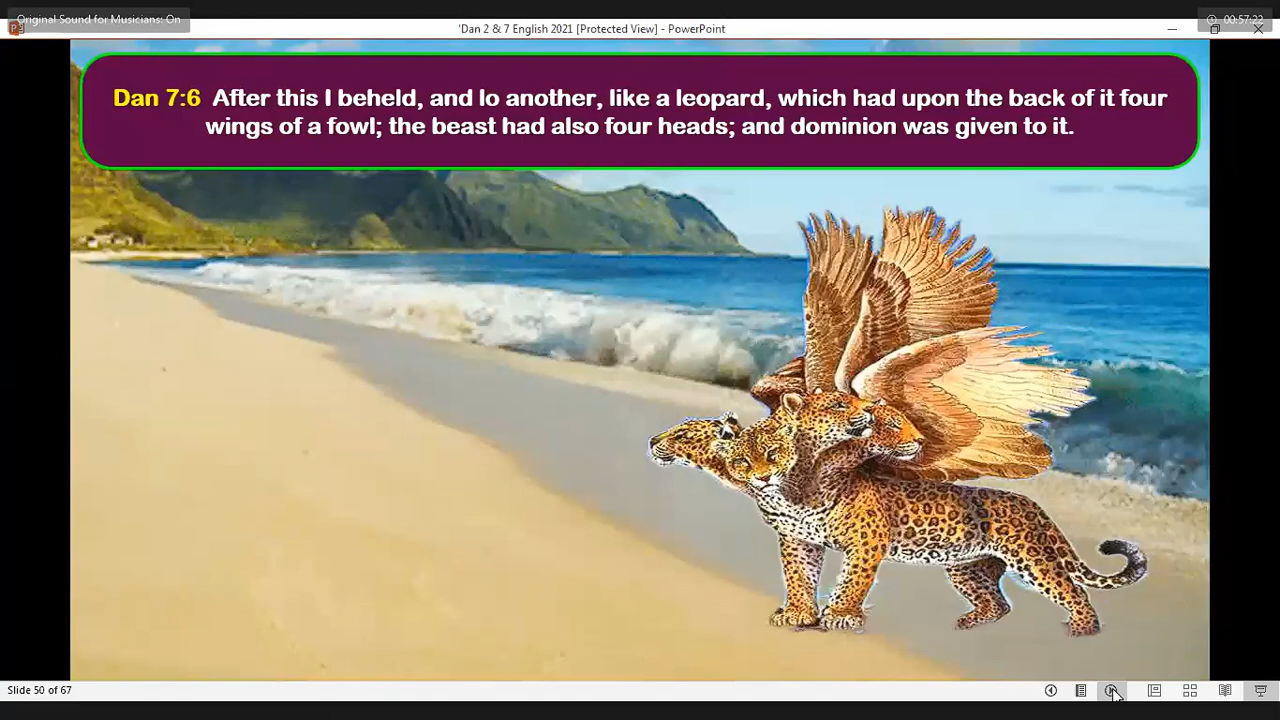 Original Sound for Musicians: On
00:57:22
'Dan 2 & 7 English 2021 [Protected View] - PowerPoint
Dan 7:6 After this I beheld, and lo another, like a leopard, which had upon the back of it four
wings of a fowl; the beast had also four heads; and dominion was given to it.
Slide 50 of 67